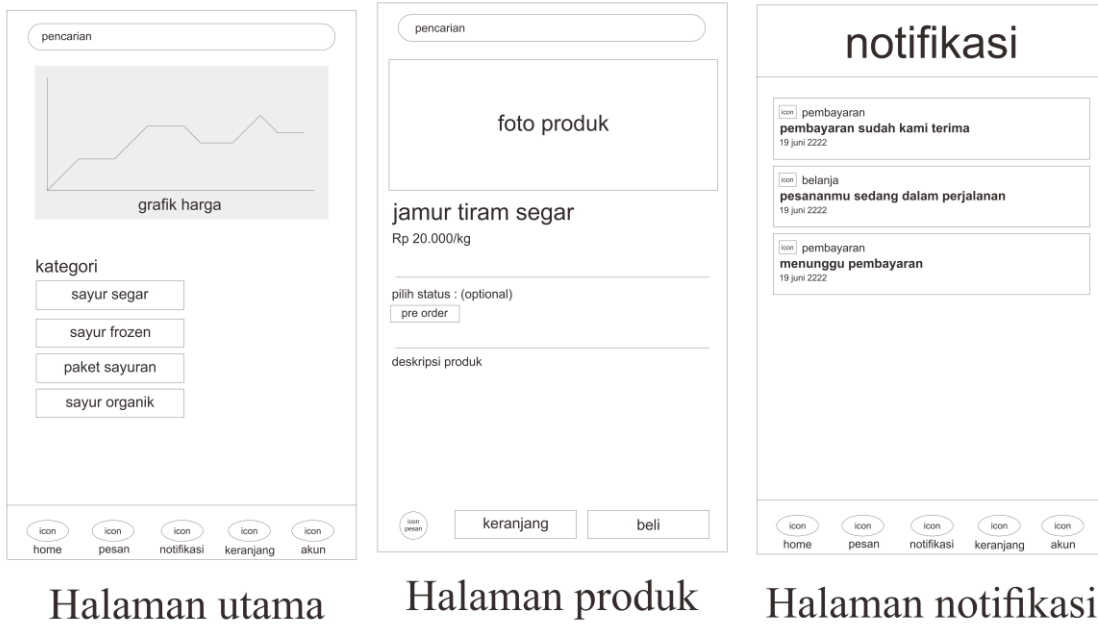 pencarian
grafik harga
kategori
sayur segar
sayur frozen
paket sayuran
sayur organik
icon icon icon icon icon
home pesan notifikasi keranjang akun
Halaman utama
pencarian
foto produk
jamur tiram segar
Rp 20.000/kg
pilih status : (optional)
pre order
deskripsi produk
icon
pesan
keranjang beli
Halaman produk
notifikasi
icon pembayaran
pembayaran sudah kami terima
19 juni 2222
icon belanja
pesananmu sedang dalam perjalanan
19 juni 2222
icon pembayaran
menunggu pembayaran
19 juni 2222
icon icon icon icon icon
home pesan notifikasi keranjang akun
Halaman notifikasi